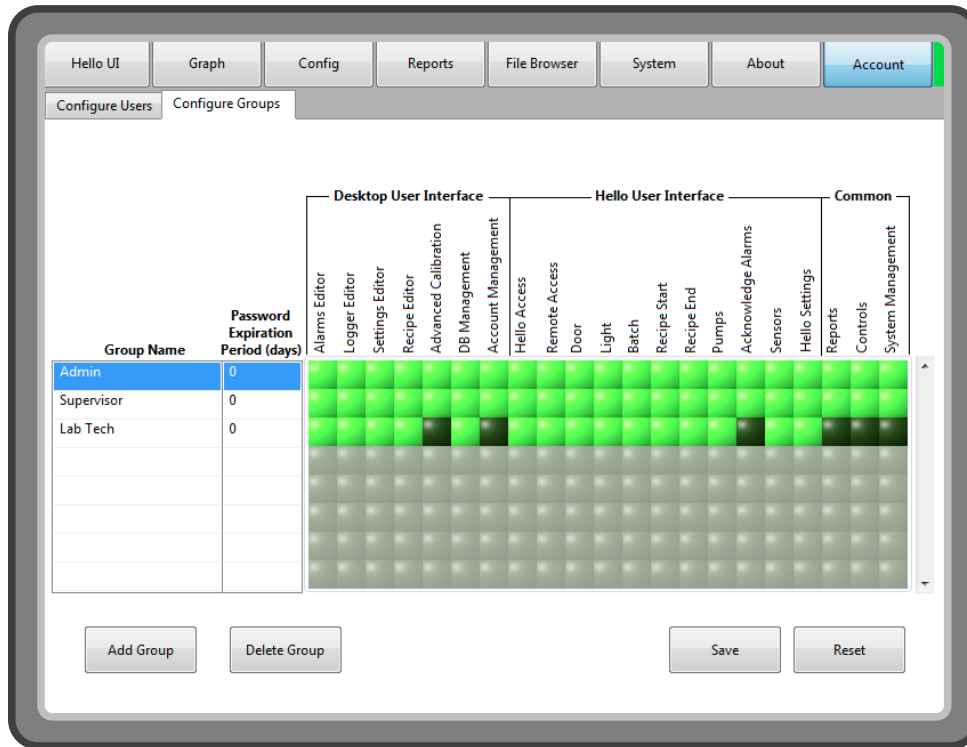 Hello UI Graph Config Reports File Browser System About Account
Configure Users Configure Groups
Desktop User Interface Hello User Interface Common
Alarms Editor
Logger Editor
Settings Editor
Recipe Editor
Advanced Calibration
DB Management
Account Management
Hello Access
Remote Access
Door
Light
Batch
Recipe Start
Recipe End
Pumps
Acknowledge Alarms
Sensors
Hello Settings
Reports
Controls
System Management
Group Name
Password
Expiration
Period (days)
Admin 0
Supervisor 0
Lab Tech 0
Add Group Delete Group Save Reset